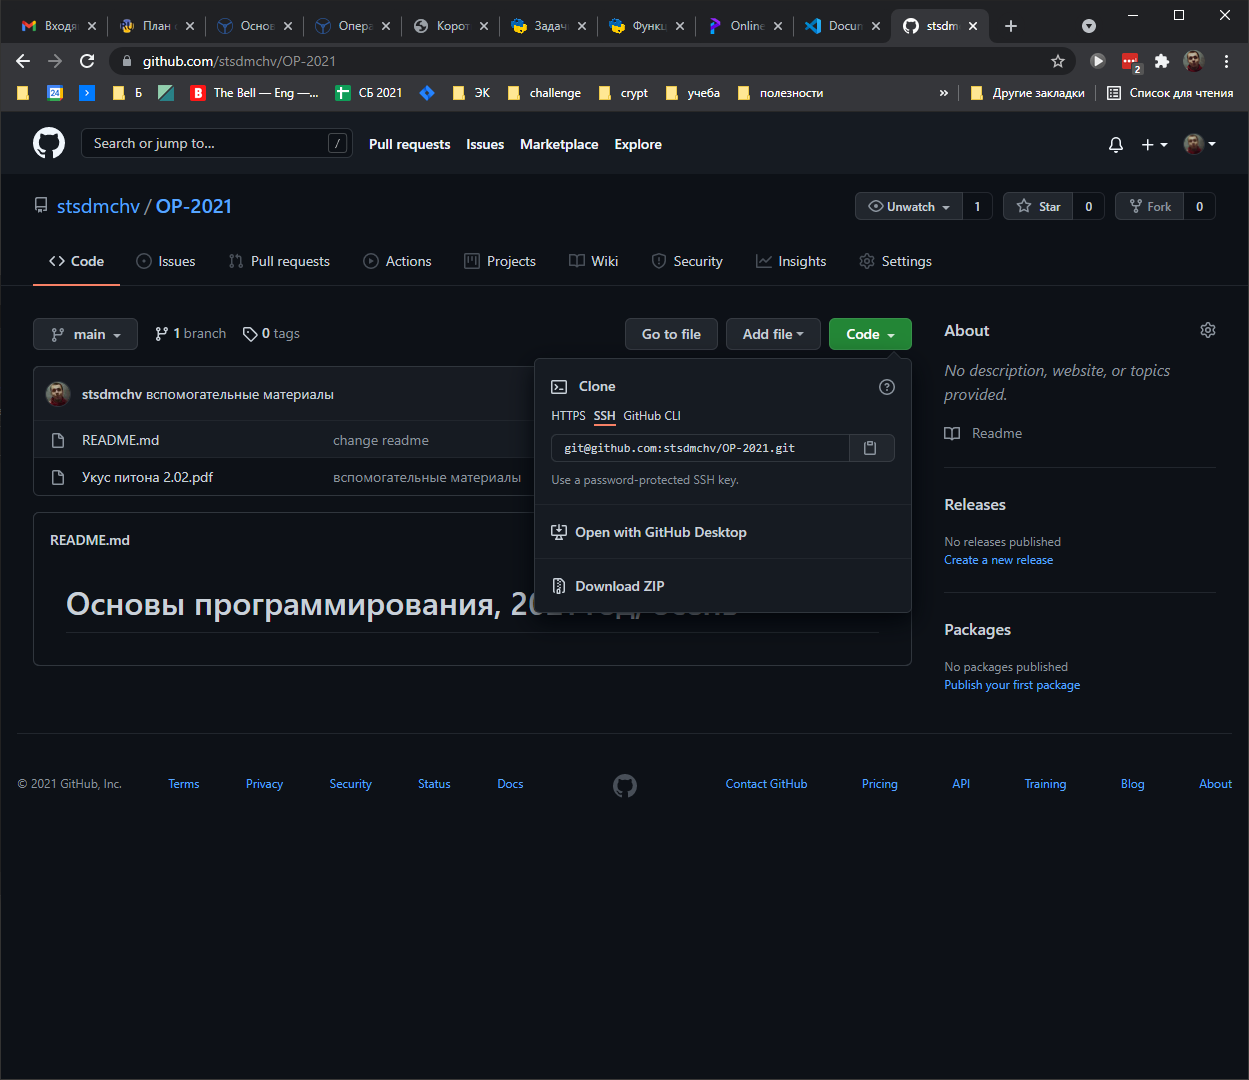 Входя
План
Основ
Опера
Корот
Задач
Функц
Online
Docun
stsdm
github.com/stsdmchv/OP-2021
2
24
Б
B The Bell — Eng —...
СБ 2021
ЭК
challenge
crypt
учеба
полезности
»
Другие закладки
Список для чтения
Search or jump to...
/
Pull requests
Issues
Marketplace
Explore
stsdmchv / OP-2021
Unwatch 1
Star 0
Fork 0
Code
Issues
Pull requests
Actions
Projects
Wiki
Security
Insights
Settings
main
1 branch
0 tags
Go to file
Add file
Code
stsdmchv вспомогательные материалы
README.md change readme
Укус питона 2.02.pdf вспомогательные материалы
Clone
HTTPS SSH GitHub CLI
git@github.com:stsdmchv/OP-2021.git
Use a password-protected SSH key.
Open with GitHub Desktop
Download ZIP
README.md
Основы программирования, 2021 год, осень
About
No description, website, or topics
provided.
Readme
Releases
No releases published
Create a new release
Packages
No packages published
Publish your first package
© 2021 GitHub, Inc.
Terms
Privacy
Security
Status
Docs
Contact GitHub
Pricing
API
Training
Blog
About